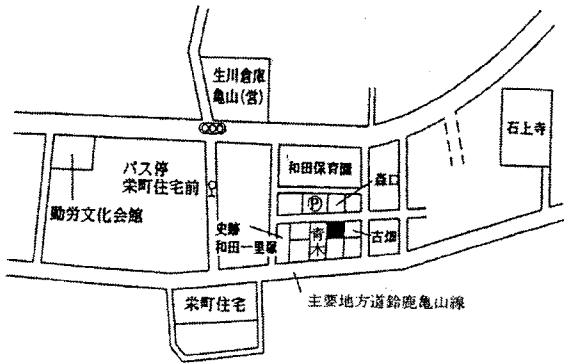 生川倉庫
亀山(営)
石上寺
バス停
栄町住宅前
和田保育園
勤労文化会館
P
森口
史跡
和田一里塚
青木
古畑
栄町住宅
主要地方道鈴鹿亀山線